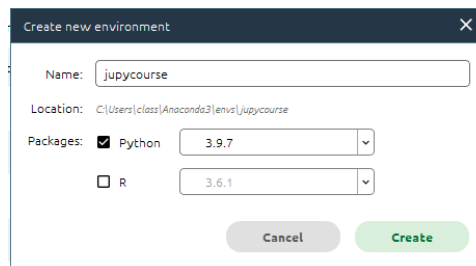 Create new environment
Name: jupycourse
Location: C:\Users\class\Anaconda3\envs\jupycourse
Packages: Python 3.9.7
R 3.6.1
Cancel Create